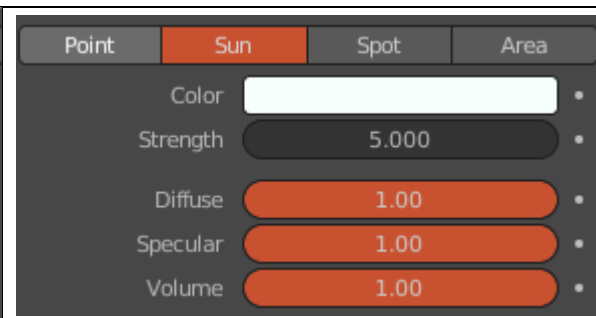 Point Sun Spot Area
Color
Strength 5.000
Diffuse 1.00
Specular 1.00
Volume 1.00